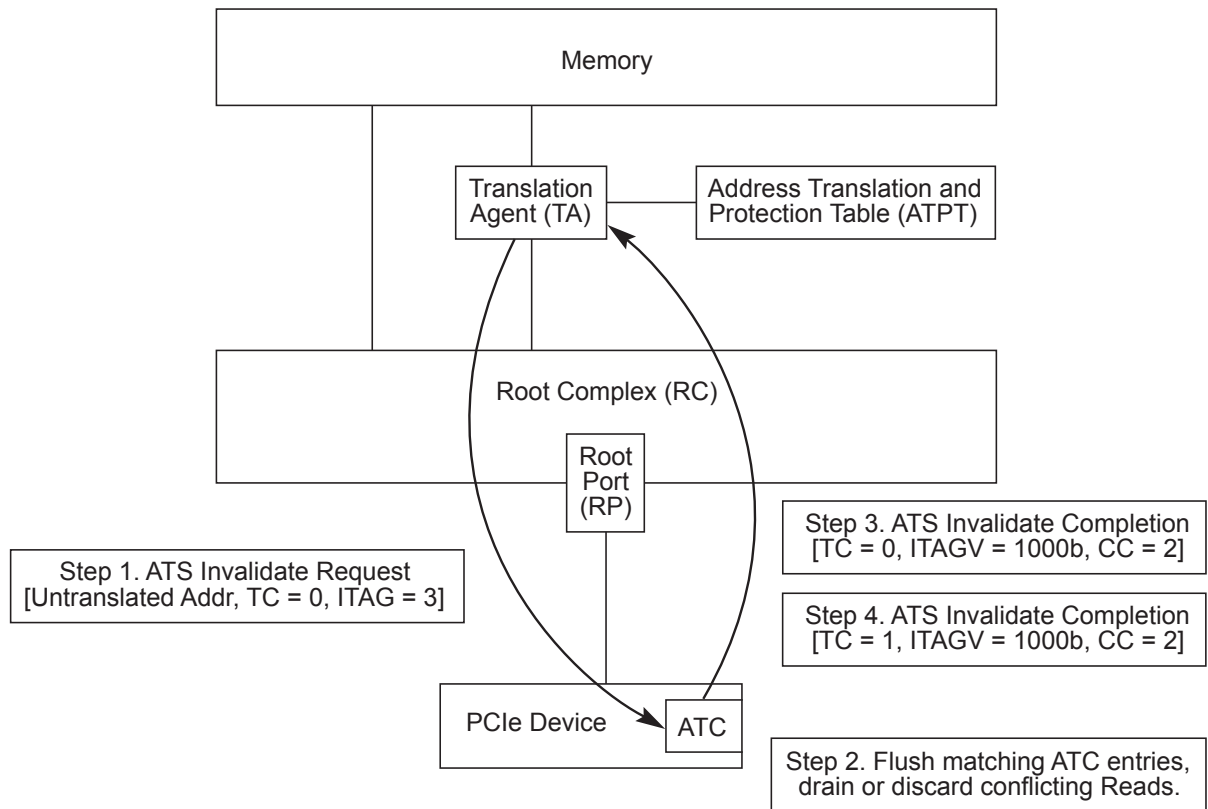 Memory
Translation
Agent (TA)
Address Translation and
Protection Table (ATPT)
Root Complex (RC)
Root
Port
(RP)
Step 1. ATS Invalidate Request
[Untranslated Addr, TC = 0, ITAG = 3]
Step 3. ATS Invalidate Completion
[TC = 0, ITAGV = 1000b, CC = 2]
Step 4. ATS Invalidate Completion
[TC = 1, ITAGV = 1000b, CC = 2]
PCIe Device
ATC
Step 2. Flush matching ATC entries,
drain or discard conflicting Reads.